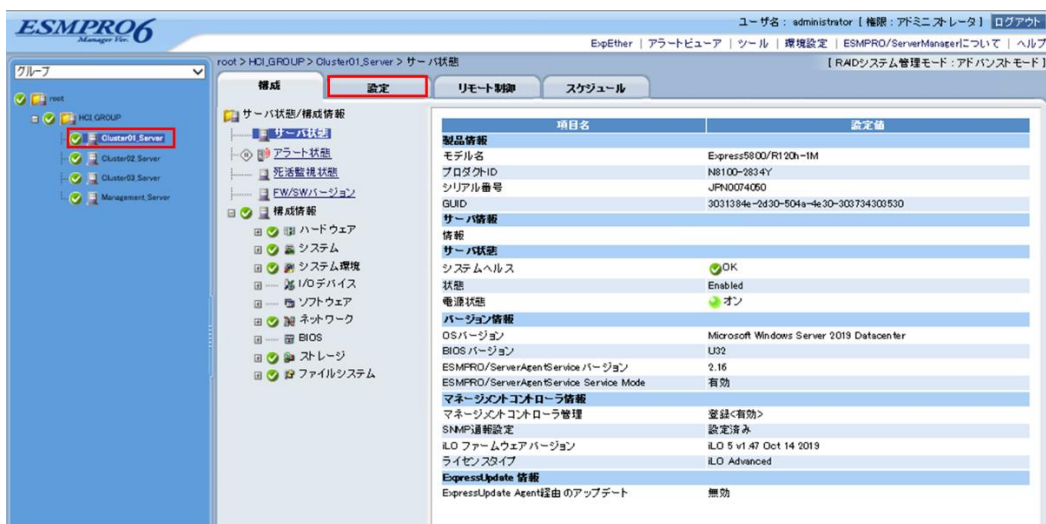 ESMPRO6
Manager Ver.
ユーザ名： administrator [ 権限：アドミニストレータ ] ログアウト
ExpEther | アラートビューア | ツール | 環境設定 | ESMPRO/ServerManagerについて | ヘルプ
グループ
root > HCI_GROUP > Cluster01_Server > サーバ状態
[ RAIDシステム管理モード：アドバンストモード ]
root
HCI_GROUP
Cluster01_Server
Cluster02_Server
Cluster03_Server
Management_Server
構成
設定
リモート制御
スケジュール
サーバ状態/構成情報
サーバ状態
アラート状態
死活監視状態
FW/SWバージョン
構成情報
ハードウェア
システム
システム環境
I/Oデバイス
ソフトウェア
ネットワーク
BIOS
ストレージ
ファイルシステム
項目名 設定値
製品情報
モデル名 Express5800/R120h-1M
プロダクトID N8100-2834Y
シリアル番号 JPN0074050
GUID 3031384e-2d30-504a-4e30-303734303530
サーバ情報
情報
サーバ状態
システムヘルス OK
状態 Enabled
電源状態 オン
バージョン情報
OSバージョン Microsoft Windows Server 2019 Datacenter
BIOS バージョン U32
ESMPRO/ServerAgentService バージョン 2.16
ESMPRO/ServerAgentService Service Mode 有効
マネージメントコントローラ情報
マネージメントコントローラ管理 登録<有効>
SNMP通報設定 設定済み
iLO ファームウェアバージョン iLO 5 v1.47 Oct 14 2019
ライセンスタイプ iLO Advanced
ExpressUpdate 情報
ExpressUpdate Agent経由のアップデート 無効